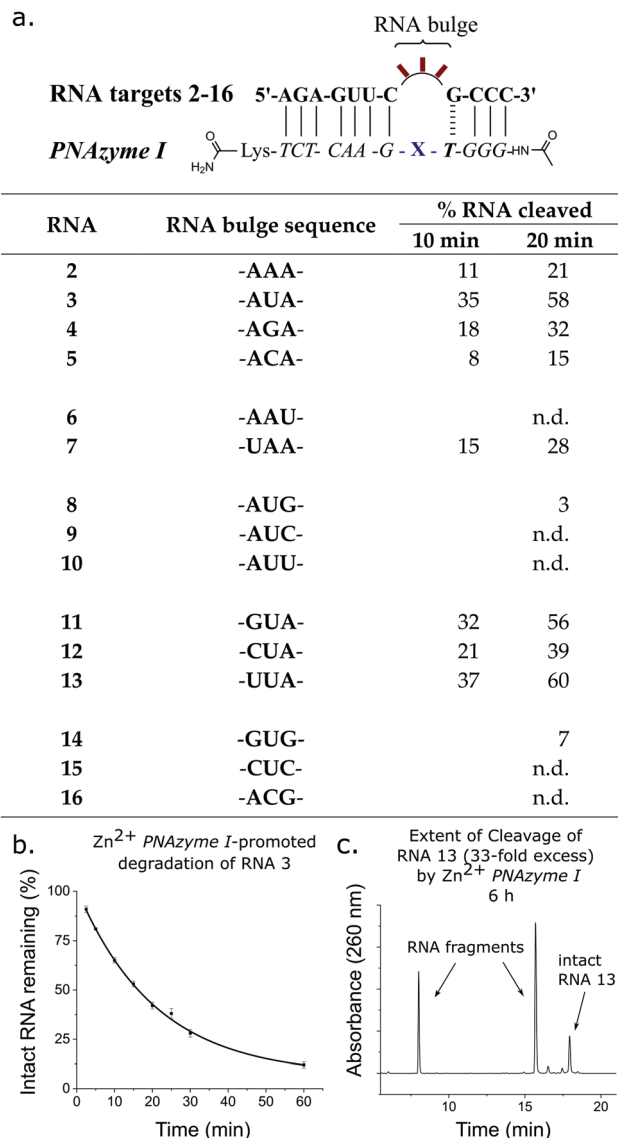 a.
RNA bulge
RNA targets 2-16 5'-AGA-GUU-C G-CCC-3'
PNAzyme I H₂N O Lys-TCT- CAA -G - X - T-GGG-HN O
RNA RNA bulge sequence % RNA cleaved
10 min 20 min
2 -AAA- 11 21
3 -AUA- 35 58
4 -AGA- 18 32
5 -ACA- 8 15
6 -AAU- n.d.
7 -UAA- 15 28
8 -AUG- 3
9 -AUC- n.d.
10 -AUU- n.d.
11 -GUA- 32 56
12 -CUA- 21 39
13 -UUA- 37 60
14 -GUG- 7
15 -CUC- n.d.
16 -ACG- n.d.
b.
Zn²⁺ PNAzyme I-promoted
degradation of RNA 3
Intact RNA remaining (%)
100
75
50
25
0
0 10 20 30 40 50 60
Time (min)
c.
Extent of Cleavage of
RNA 13 (33-fold excess)
by Zn²⁺ PNAzyme I
6 h
Absorbance (260 nm)
RNA fragments
intact
RNA 13
10 15 20
Time (min)